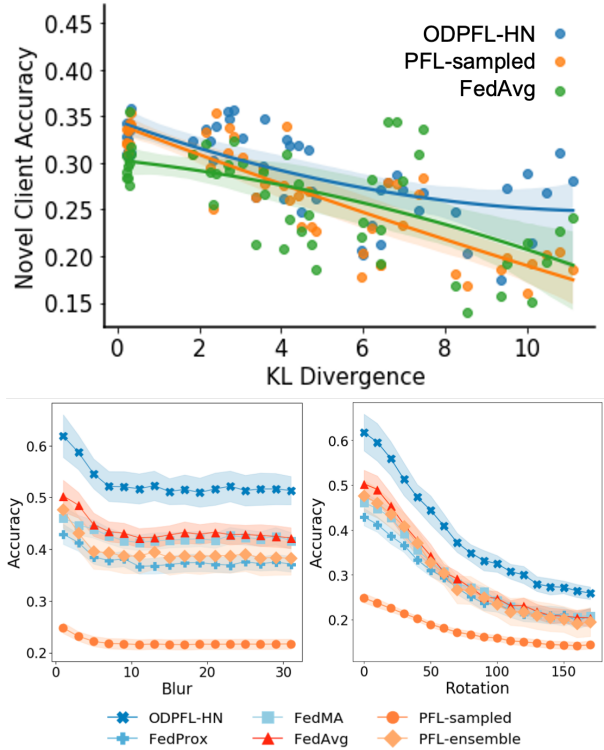 0.45
0.40
0.35
0.30
0.25
0.20
0.15
Novel Client Accuracy
ODPFL-HN
PFL-sampled
FedAvg
0 2 4 6 8 10
KL Divergence
0.6
0.5
0.4
0.3
0.2
Accuracy
0 10 20 30
Blur
0.6
0.5
0.4
0.3
0.2
Accuracy
0 50 100 150
Rotation
ODPFL-HN FedMA PFL-sampled
FedProx FedAvg PFL-ensemble